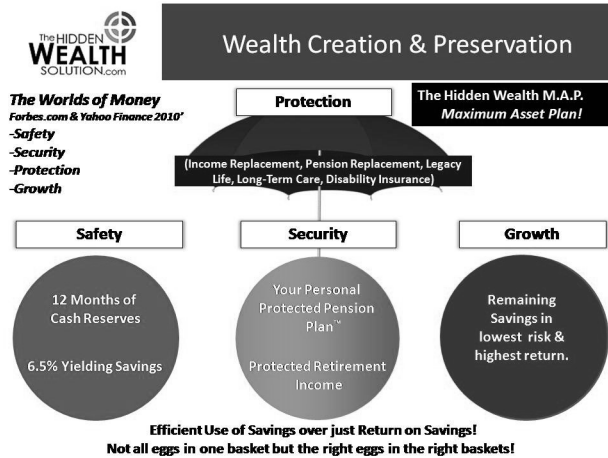 The HIDDEN
WEALTH
SOLUTION.com
Wealth Creation & Preservation
The Worlds of Money
Forbes.com & Yahoo Finance 2010'
-Safety
-Security
-Protection
-Growth
Protection
The Hidden Wealth M.A.P.
Maximum Asset Plan!
(Income Replacement, Pension Replacement, Legacy
Life, Long-Term Care, Disability Insurance)
Safety
12 Months of
Cash Reserves
6.5% Yielding Savings
Security
Your Personal
Protected Pension
Plan™
Protected Retirement
Income
Growth
Remaining
Savings in
lowest risk &
highest return.
Efficient Use of Savings over just Return on Savings!
Not all eggs in one basket but the right eggs in the right baskets!